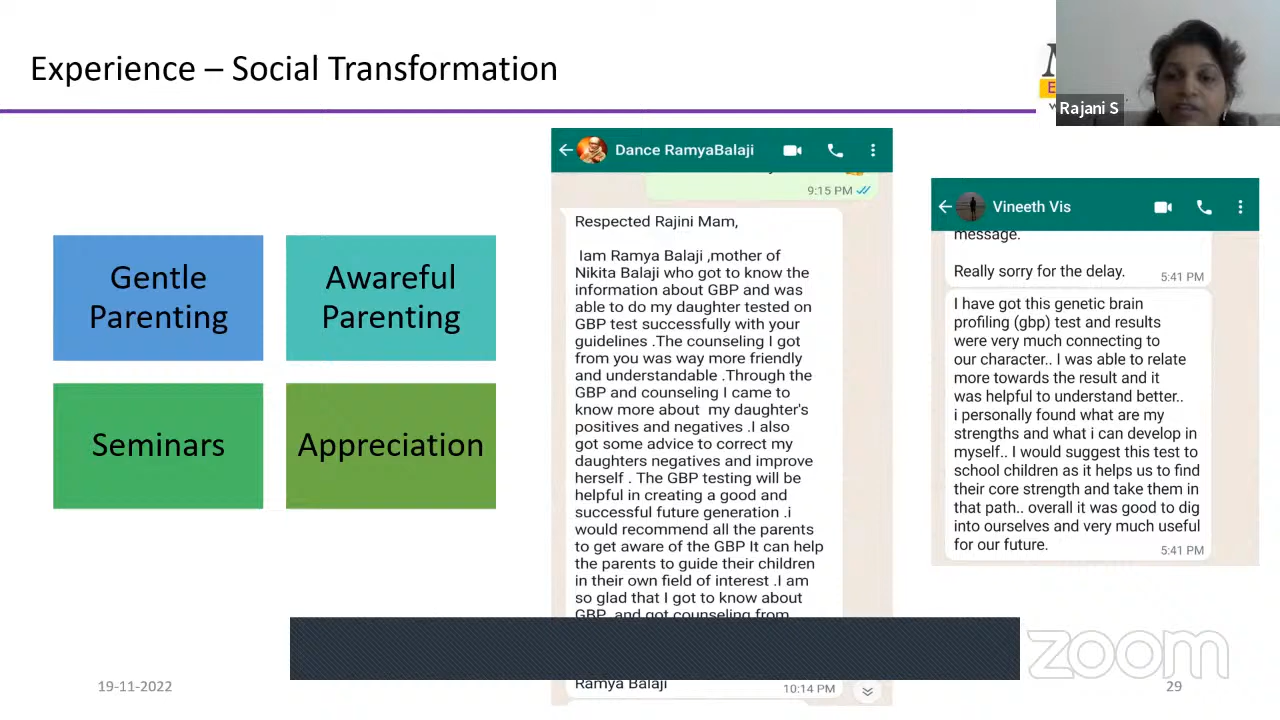 Experience – Social Transformation
Rajani S
Gentle
Parenting
Awareful
Parenting
Seminars
Appreciation
Dance RamyaBalaji
9:15 PM
Respected Rajini Mam,
Iam Ramya Balaji ,mother of
Nikita Balaji who got to know the
information about GBP and was
able to do my daughter tested on
GBP test successfully with your
guidelines .The counseling I got
from you was way more friendly
and understandable .Through the
GBP and counseling I came to
know more about my daughter's
positives and negatives .I also
got some advice to correct my
daughters negatives and improve
herself . The GBP testing will be
helpful in creating a good and
successful future generation .i
would recommend all the parents
to get aware of the GBP It can help
the parents to guide their children
in their own field of interest .I am
so glad that I got to know about
GBP and got counseling from
Ramya Balaji
10:14 PM
Vineeth Vis
message.
Really sorry for the delay.
5:41 PM
I have got this genetic brain
profiling (gbp) test and results
were very much connecting to
our character.. I was able to relate
more towards the result and it
was helpful to understand better..
i personally found what are my
strengths and what i can develop in
myself.. I would suggest this test to
school children as it helps us to find
their core strength and take them in
that path.. overall it was good to dig
into ourselves and very much useful
for our future.
5:41 PM
zoom
19-11-2022
29